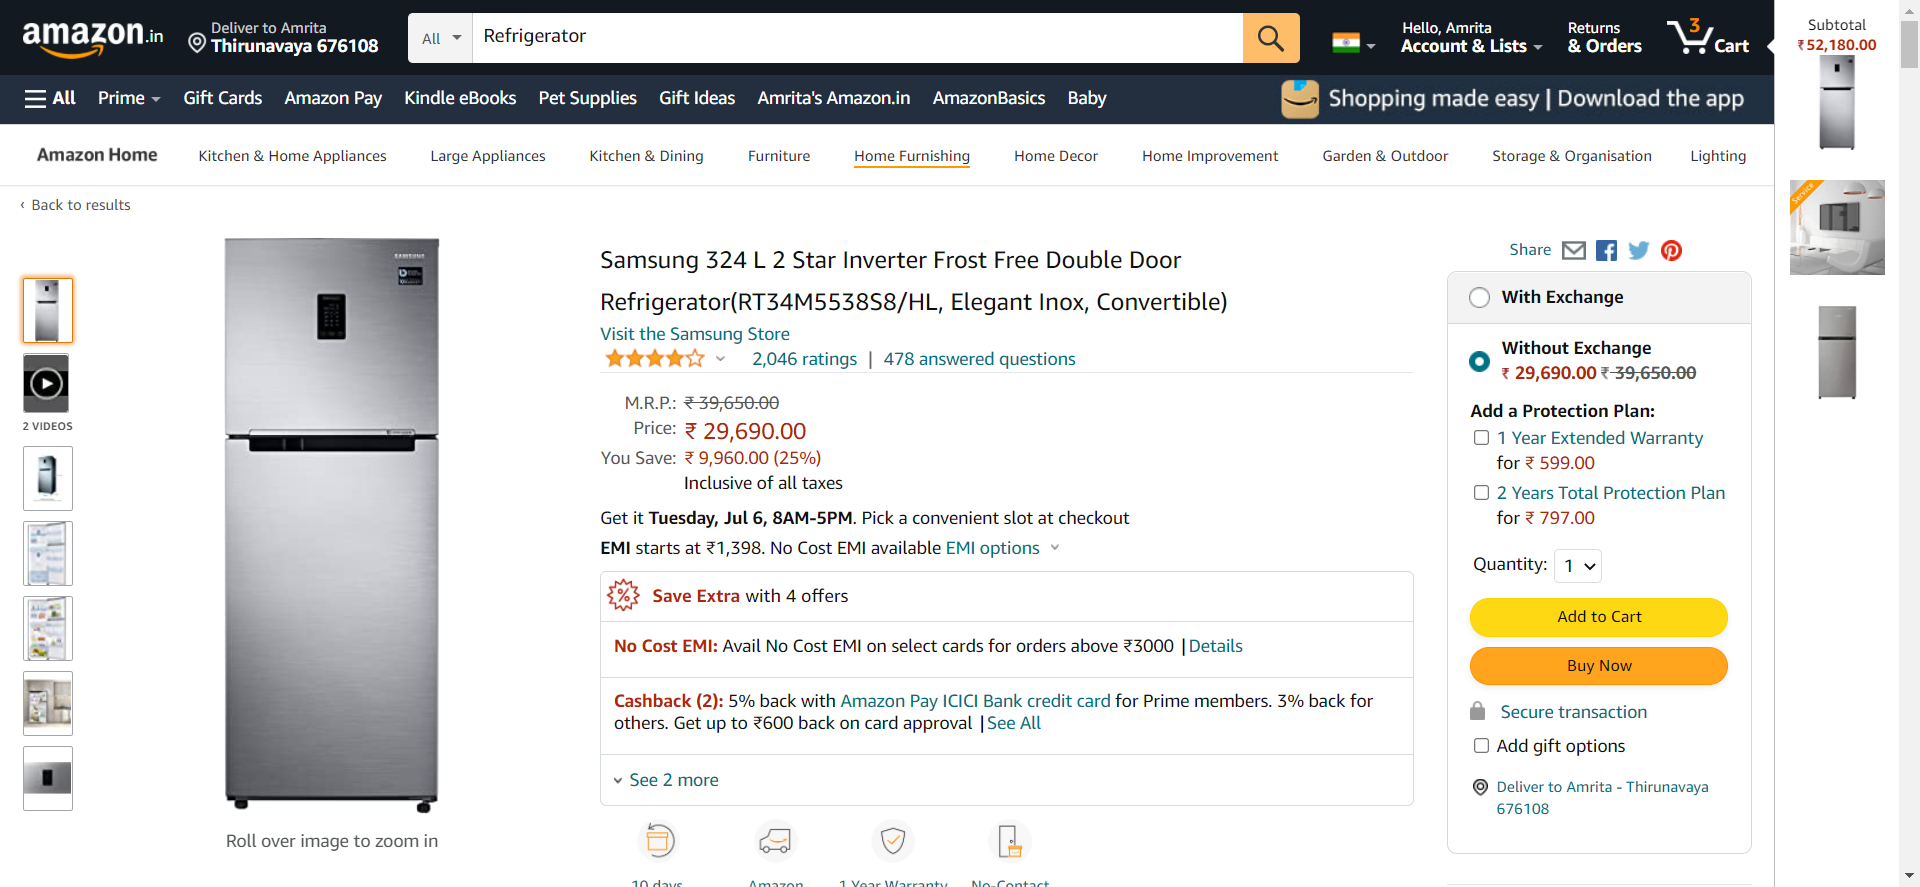 amazon.in
Deliver to Amrita
Thirunavaya 676108
All
Refrigerator
Hello, Amrita
Account & Lists
Returns
& Orders
3
Cart
Subtotal
₹52,180.00
All
Prime
Gift Cards
Amazon Pay
Kindle eBooks
Pet Supplies
Gift Ideas
Amrita's Amazon.in
AmazonBasics
Baby
Shopping made easy | Download the app
Amazon Home
Kitchen & Home Appliances
Large Appliances
Kitchen & Dining
Furniture
Home Furnishing
Home Decor
Home Improvement
Garden & Outdoor
Storage & Organisation
Lighting
‹ Back to results
SAMSUNG
2 VIDEOS
Roll over image to zoom in
Samsung 324 L 2 Star Inverter Frost Free Double Door
Refrigerator(RT34M5538S8/HL, Elegant Inox, Convertible)
Visit the Samsung Store
2,046 ratings | 478 answered questions
M.R.P.: ₹ 39,650.00
Price: ₹ 29,690.00
You Save: ₹ 9,960.00 (25%)
Inclusive of all taxes
Get it Tuesday, Jul 6, 8AM-5PM. Pick a convenient slot at checkout
EMI starts at ₹1,398. No Cost EMI available EMI options
Save Extra with 4 offers
No Cost EMI: Avail No Cost EMI on select cards for orders above ₹3000 | Details
Cashback (2): 5% back with Amazon Pay ICICI Bank credit card for Prime members. 3% back for
others. Get up to ₹600 back on card approval | See All
See 2 more
10 days
Amazon
1 Year Warranty
No-Contact
Share
With Exchange
Without Exchange
₹ 29,690.00 ₹ 39,650.00
Add a Protection Plan:
1 Year Extended Warranty
for ₹ 599.00
2 Years Total Protection Plan
for ₹ 797.00
Quantity: 1
Add to Cart
Buy Now
Secure transaction
Add gift options
Deliver to Amrita - Thirunavaya
676108
Service